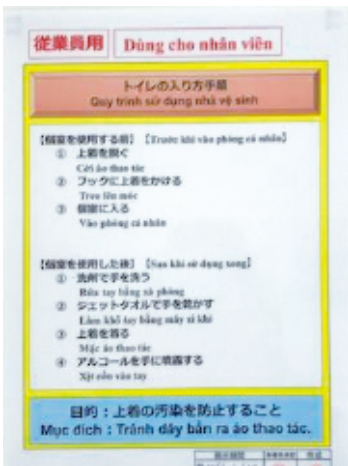 従業員用 Dùng cho nhân viên
トイレの入り方手順
Quy trình sử dụng nhà vệ sinh
【個室を使用する前】【Trước khi vào phòng cá nhân】
① 上着を脱ぐ
Cởi áo thao tác
② フックに上着をかける
Treo lên móc
③ 個室に入る
Vào phòng cá nhân
【個室を使用した後】【Sau khi sử dụng xong】
① 洗剤で手を洗う
Rửa tay bằng xà phòng
② ジェットタオルで手を乾かす
Làm khô tay bằng máy xì khí
③ 上着を着る
Mặc áo thao tác
④ アルコールを手に噴霧する
Xịt cồn vào tay
目的：上着の汚染を防止すること
Mục đích : Tránh dây bẩn ra áo thao tác.